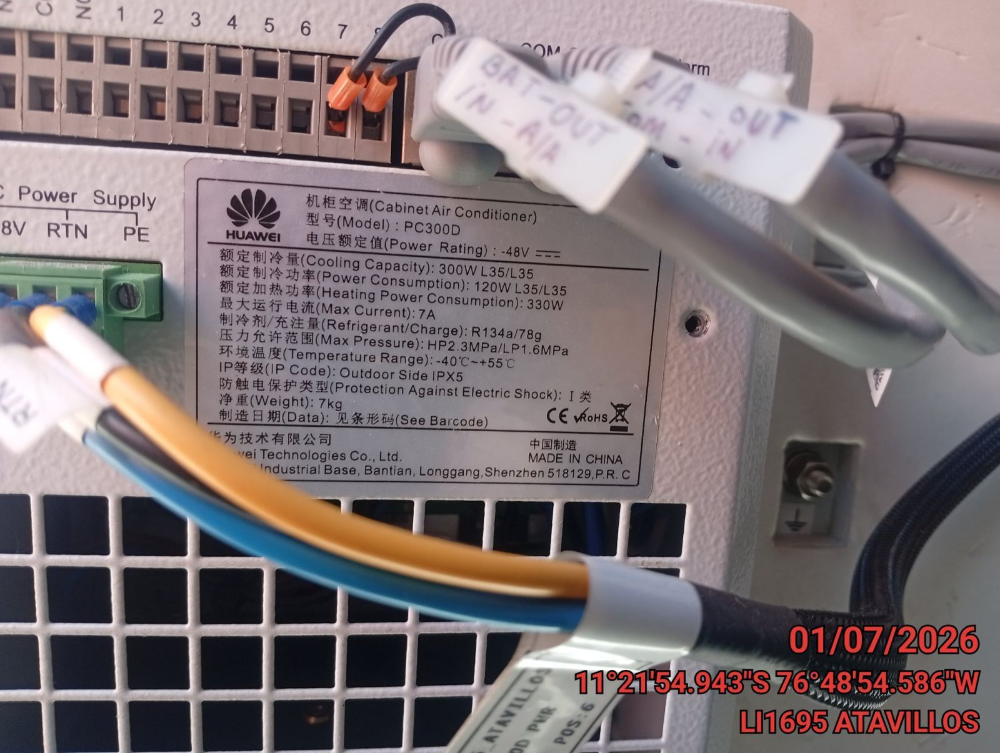 1 2 3 4 5 6 7
BAT-OUT
IN - A/A
A/A - OUT
- IN
Power Supply
8V RTN PE
HUAWEI
机柜空调(Cabinet Air Conditioner)
型号(Model) : PC300D
电压额定值(Power Rating) : -48V
额定制冷量(Cooling Capacity): 300W L35/L35
额定制冷功率(Power Consumption): 120W L35/L35
额定加热功率(Heating Power Consumption): 330W
最大运行电流(Max Current): 7A
制冷剂/充注量(Refrigerant/Charge): R134a/78g
压力允许范围(Max Pressure): HP2.3MPa/LP1.6MPa
环境温度(Temperature Range): -40℃~+55℃
IP等级(IP Code): Outdoor Side IPX5
防触电保护类型(Protection Against Electric Shock): I 类
净重(Weight): 7kg
制造日期(Data): 见条形码(See Barcode)
CE RoHS
华为技术有限公司
wei Technologies Co., Ltd.
Industrial Base, Bantian, Longgang,Shenzhen 518129,P.R. C
中国制造
MADE IN CHINA
RTN
ATAVILLOS
PWR
POS: 6
01/07/2026
11°21'54.943"S 76°48'54.586"W
LI1695 ATAVILLOS